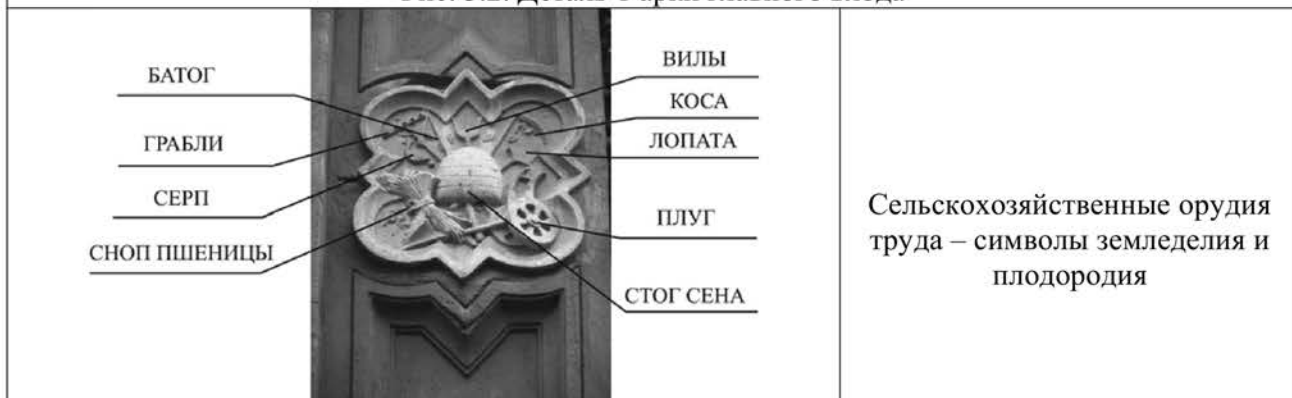 БАТОГ
ГРАБЛИ
СЕРП
СНОП ПШЕНИЦЫ
ВИЛЫ
КОСА
ЛОПАТА
ПЛУГ
СТОГ СЕНА
Сельскохозяйственные орудия
труда – символы земледелия и
плодородия